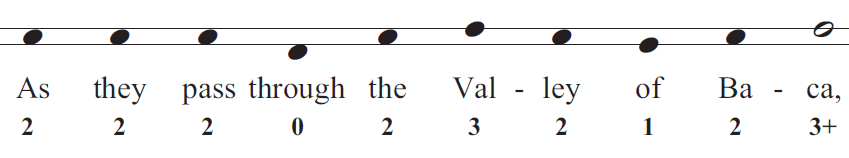 As they pass through the Val - ley of Ba - ca,
2 2 2 0 2 3 2 1 2 3+